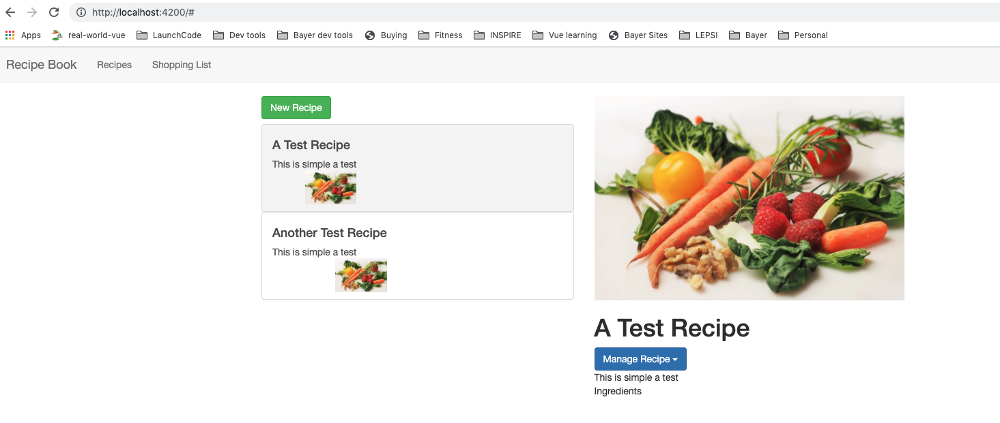 http://localhost:4200/#
Apps real-world-vue LaunchCode Dev tools Bayer dev tools Buying Fitness INSPIRE Vue learning Bayer Sites LEPSI Bayer Personal
Recipe Book Recipes Shopping List
New Recipe
A Test Recipe
This is simple a test
Another Test Recipe
This is simple a test
A Test Recipe
Manage Recipe
This is simple a test
Ingredients